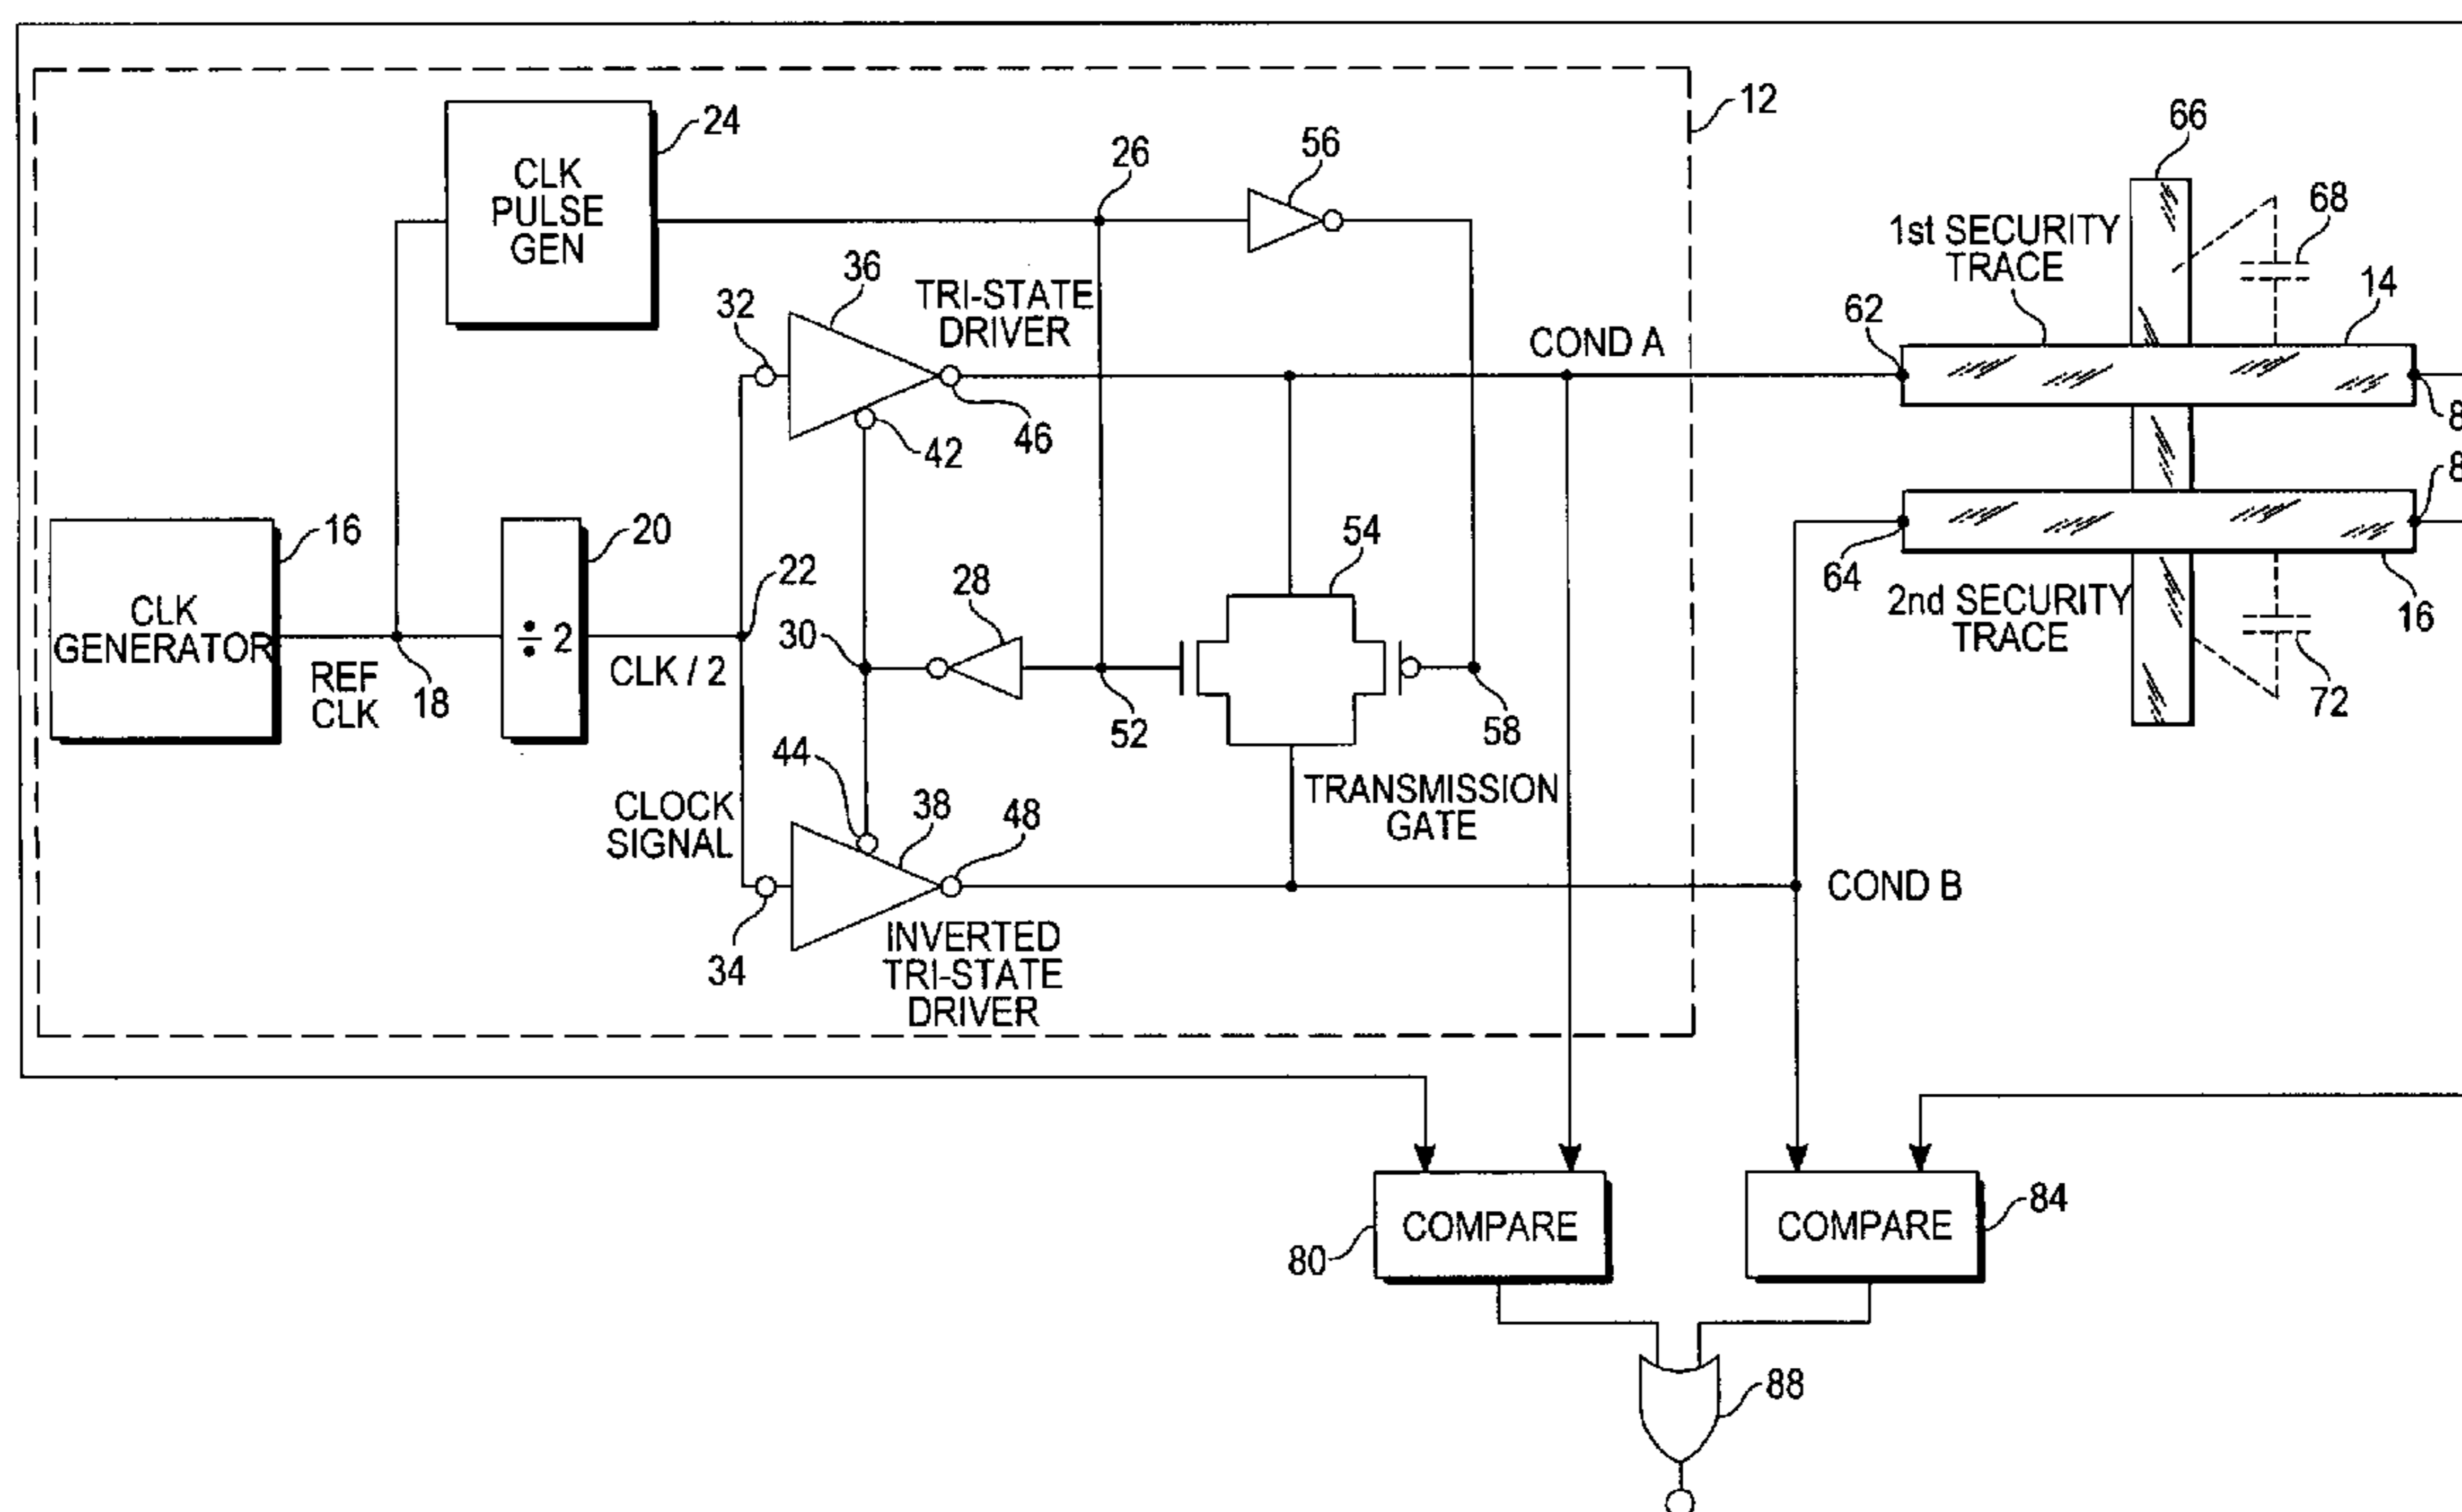 12
24
CLK
PULSE
GEN
26
56
66
68
1st SECURITY
TRACE
14
36
TRI-STATE
DRIVER
32
62
COND A
42
46
8
8
16
CLK
GENERATOR
20
÷ 2
22
REF
CLK
18
CLK / 2
30
28
52
54
58
TRANSMISSION
GATE
64
2nd SECURITY
TRACE
16
72
44
CLOCK
SIGNAL
38
48
COND B
34
INVERTED
TRI-STATE
DRIVER
COMPARE
80
COMPARE
84
88